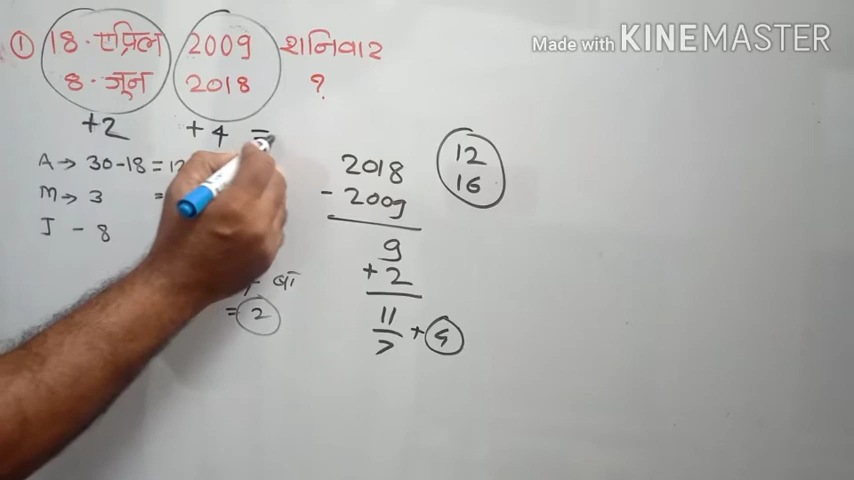 Made with KINEMASTER
① 18 · एप्रिल 2009 शनिवार
8 · जून 2018 ?
+2 +4 =
A → 30-18 = 12
M → 3 =
J - 8
= 2
2018
- 2009
9
+ 2
11
7 + 4
12
16